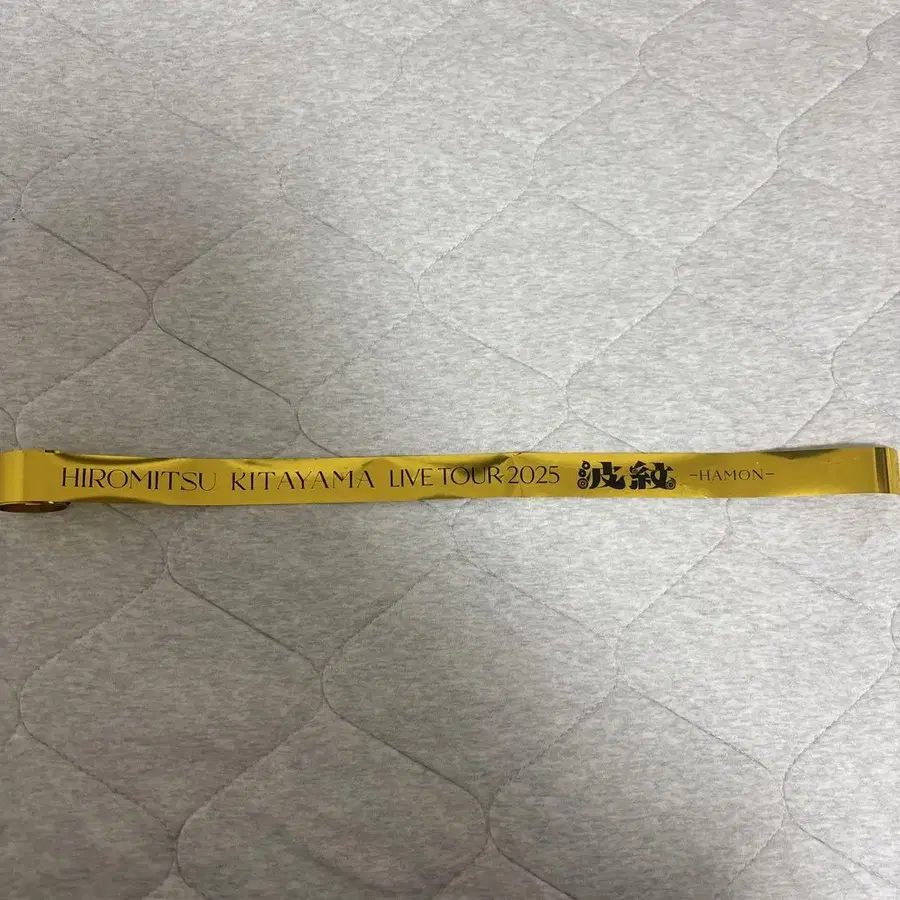 HIROMITSU KITAYAMA LIVE TOUR 2025 波紋 -HAMON-